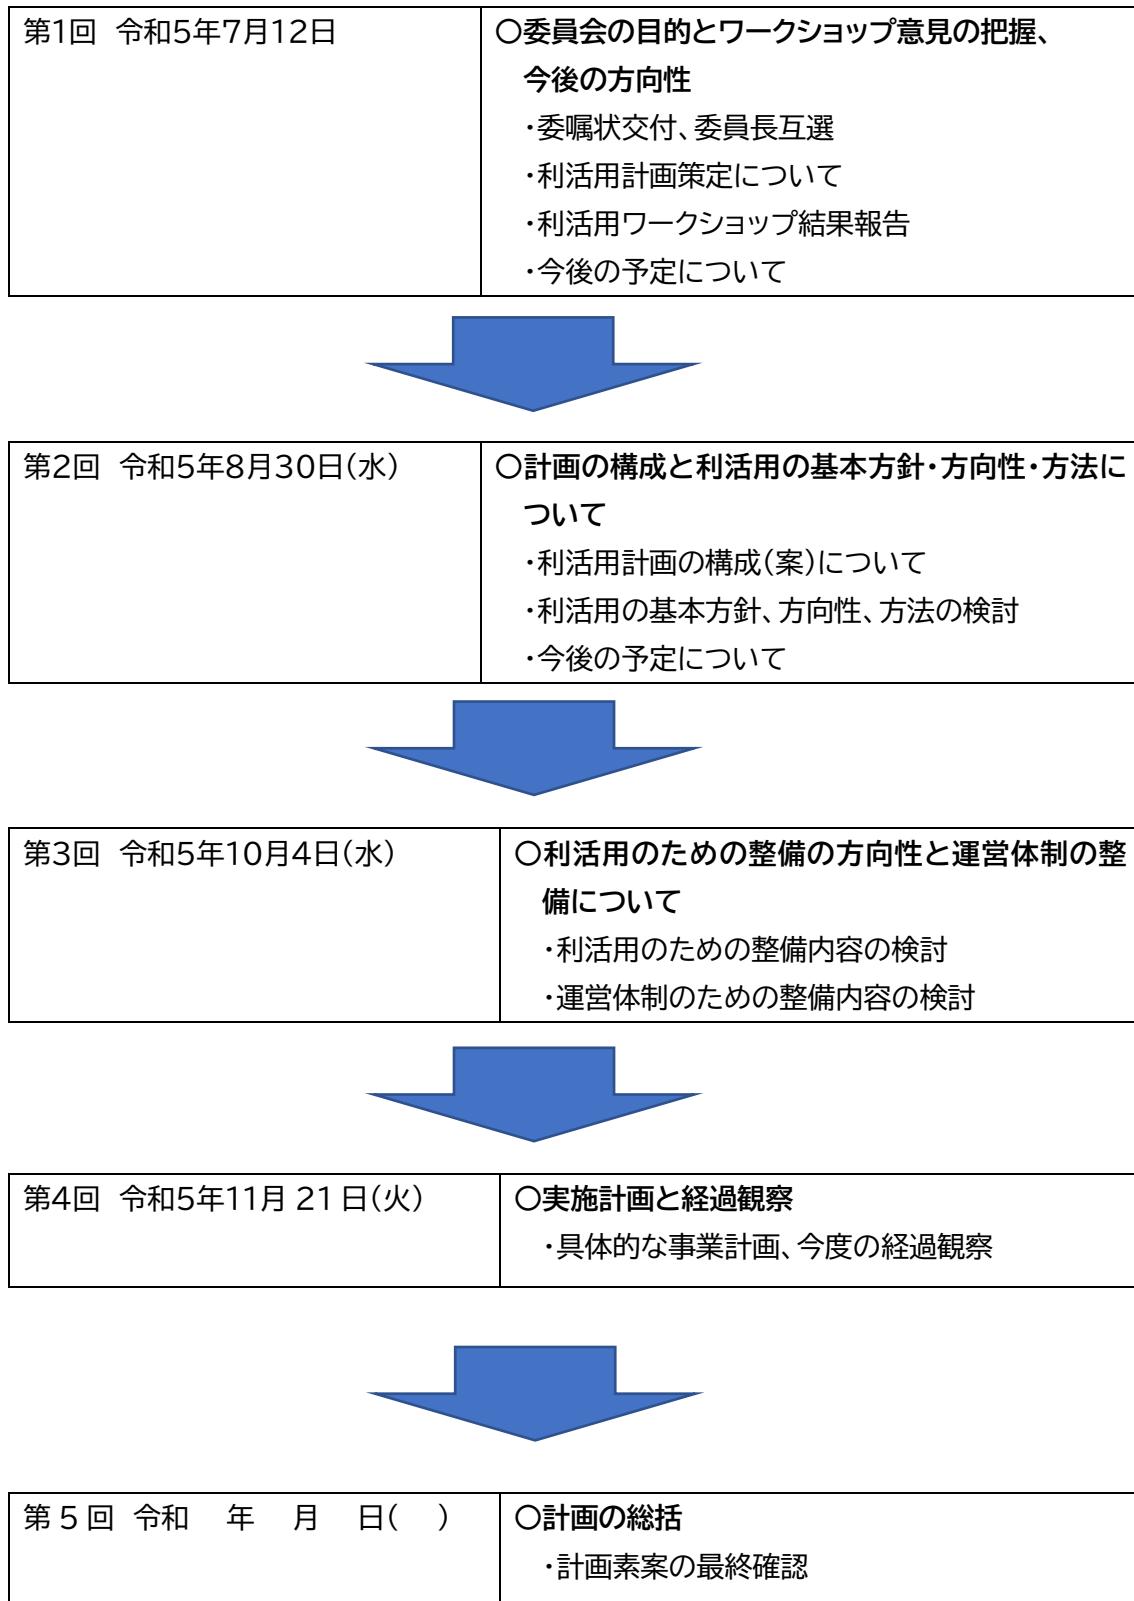 第1回 令和5年7月12日
〇委員会の目的とワークショップ意見の把握、
今後の方向性
・委嘱状交付、委員長互選
・利活用計画策定について
・利活用ワークショップ結果報告
・今後の予定について
第2回 令和5年8月30日(水)
〇計画の構成と利活用の基本方針・方向性・方法に
ついて
・利活用計画の構成(案)について
・利活用の基本方針、方向性、方法の検討
・今後の予定について
第3回 令和5年10月4日(水)
〇利活用のための整備の方向性と運営体制の整
備について
・利活用のための整備内容の検討
・運営体制のための整備内容の検討
第4回 令和5年11月 21 日(火)
〇実施計画と経過観察
・具体的な事業計画、今度の経過観察
第 5 回 令和 年 月 日( )
〇計画の総括
・計画素案の最終確認